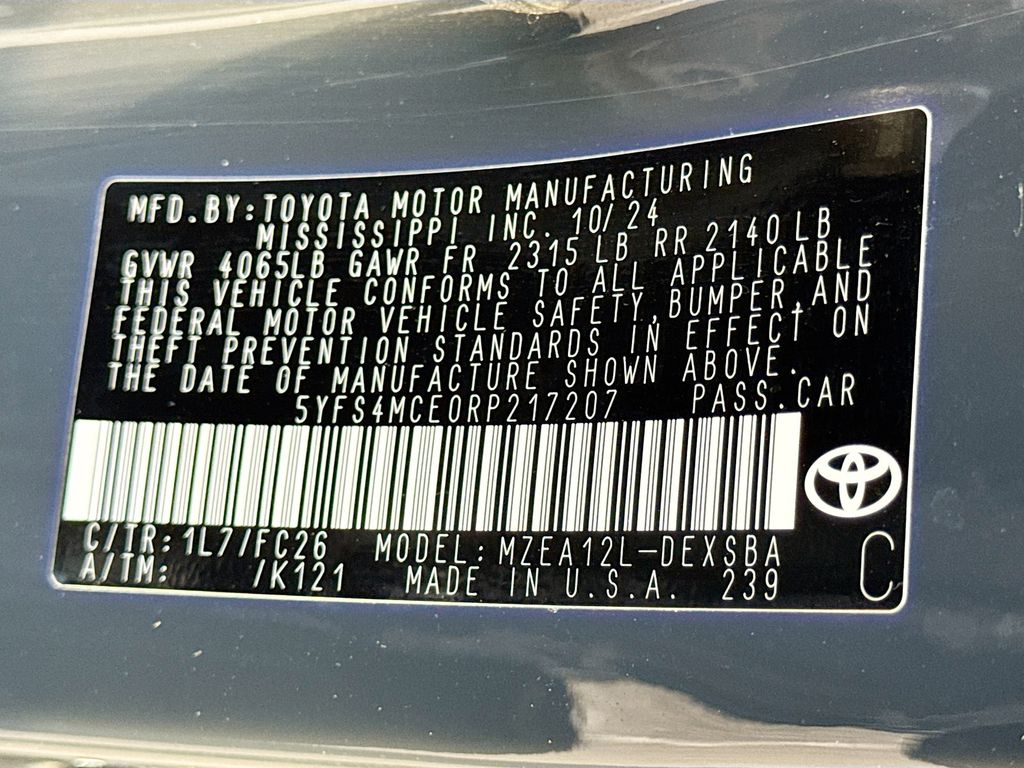 MFD.BY:TOYOTA MOTOR MANUFACTURING
MISSISSIPPI INC. 10/24
GVWR 4065LB GAWR FR 2315LB RR 2140LB
THIS VEHICLE CONFORMS TO ALL APPLICABLE
FEDERAL MOTOR VEHICLE SAFETY,BUMPER,AND
THEFT PREVENTION STANDARDS IN EFFECT ON
THE DATE OF MANUFACTURE SHOWN ABOVE.
5YFS4MCE0RP217207 PASS.CAR
C/TR:1L7/FC26 MODEL:MZEA12L-DEXSBA
A/TM: /K121 MADE IN U.S.A. 239
C